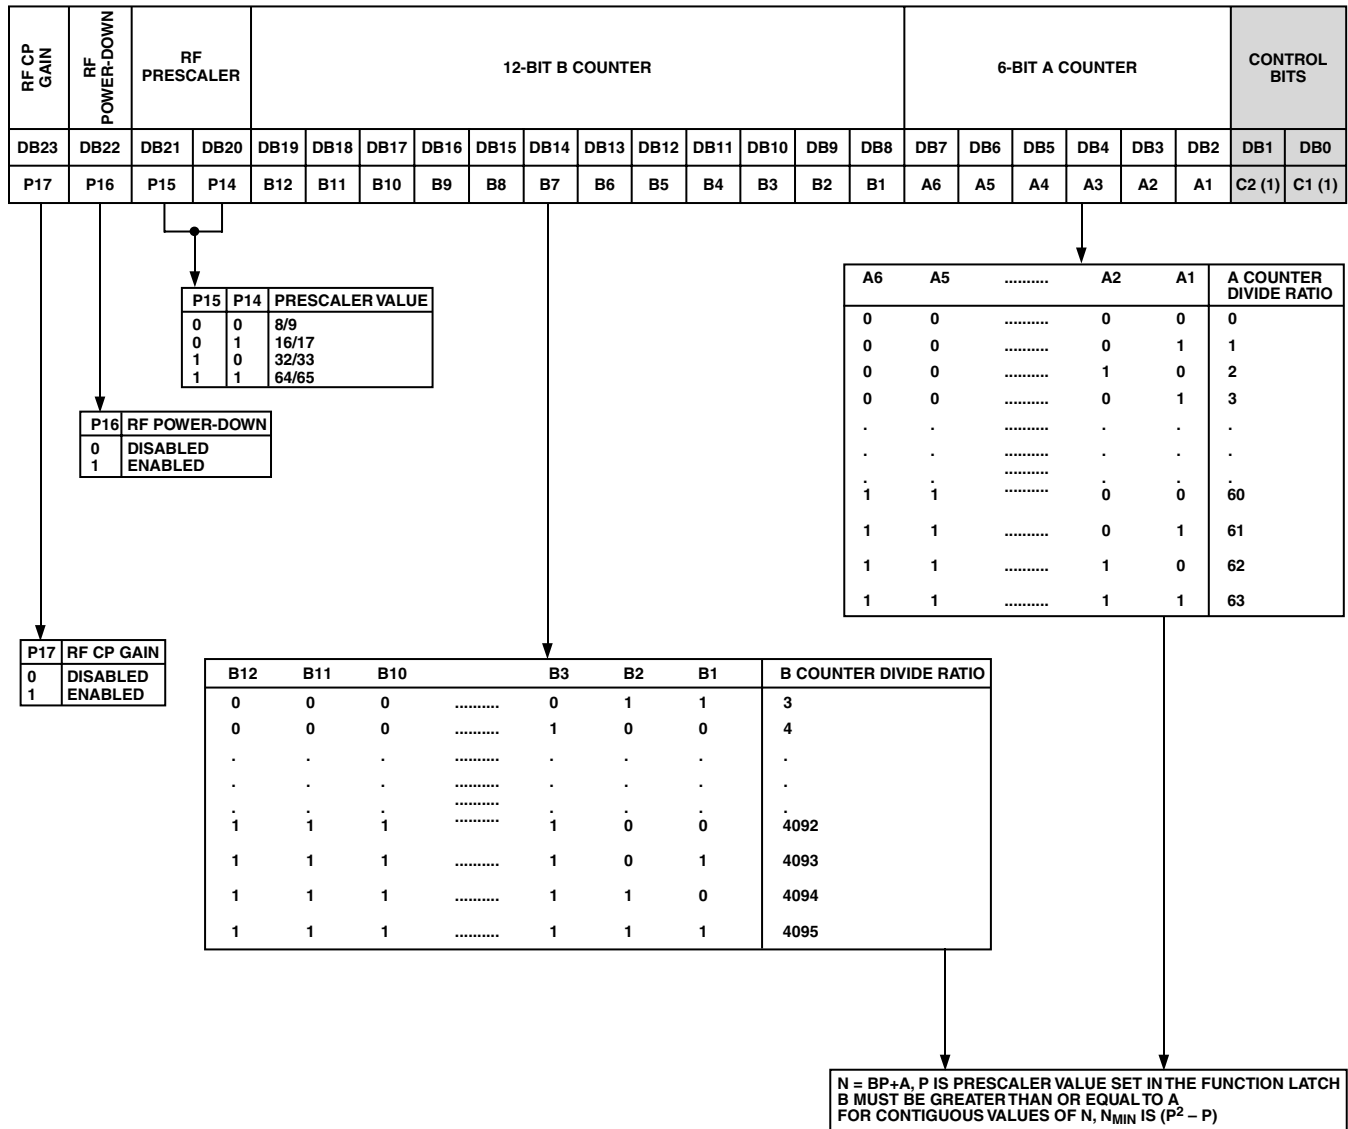 RF CP GAIN
RF POWER-DOWN
RF PRESCALER
12-BIT B COUNTER
6-BIT A COUNTER
CONTROL BITS
DB23 DB22 DB21 DB20 DB19 DB18 DB17 DB16 DB15 DB14 DB13 DB12 DB11 DB10 DB9 DB8 DB7 DB6 DB5 DB4 DB3 DB2 DB1 DB0
P17 P16 P15 P14 B12 B11 B10 B9 B8 B7 B6 B5 B4 B3 B2 B1 A6 A5 A4 A3 A2 A1 C2 (1) C1 (1)
P15 P14 PRESCALER VALUE
0 0 8/9
0 1 16/17
1 0 32/33
1 1 64/65
P16 RF POWER-DOWN
0 DISABLED
1 ENABLED
A6 A5 .......... A2 A1 A COUNTER DIVIDE RATIO
0 0 .......... 0 0 0
0 0 .......... 0 1 1
0 0 .......... 1 0 2
0 0 .......... 0 1 3
. . .......... . . .
. . .......... . . .
. . .......... . . .
1 1 .......... 0 0 60
1 1 .......... 0 1 61
1 1 .......... 1 0 62
1 1 .......... 1 1 63
P17 RF CP GAIN
0 DISABLED
1 ENABLED
B12 B11 B10 B3 B2 B1 B COUNTER DIVIDE RATIO
0 0 0 .......... 0 1 1 3
0 0 0 .......... 1 0 0 4
. . . .......... . . . .
. . . .......... . . . .
. . . .......... . . . .
1 1 1 .......... 1 0 0 4092
1 1 1 .......... 1 0 1 4093
1 1 1 .......... 1 1 0 4094
1 1 1 .......... 1 1 1 4095
N = BP+A, P IS PRESCALER VALUE SET IN THE FUNCTION LATCH
B MUST BE GREATER THAN OR EQUAL TO A
FOR CONTIGUOUS VALUES OF N, NMIN IS (P² – P)